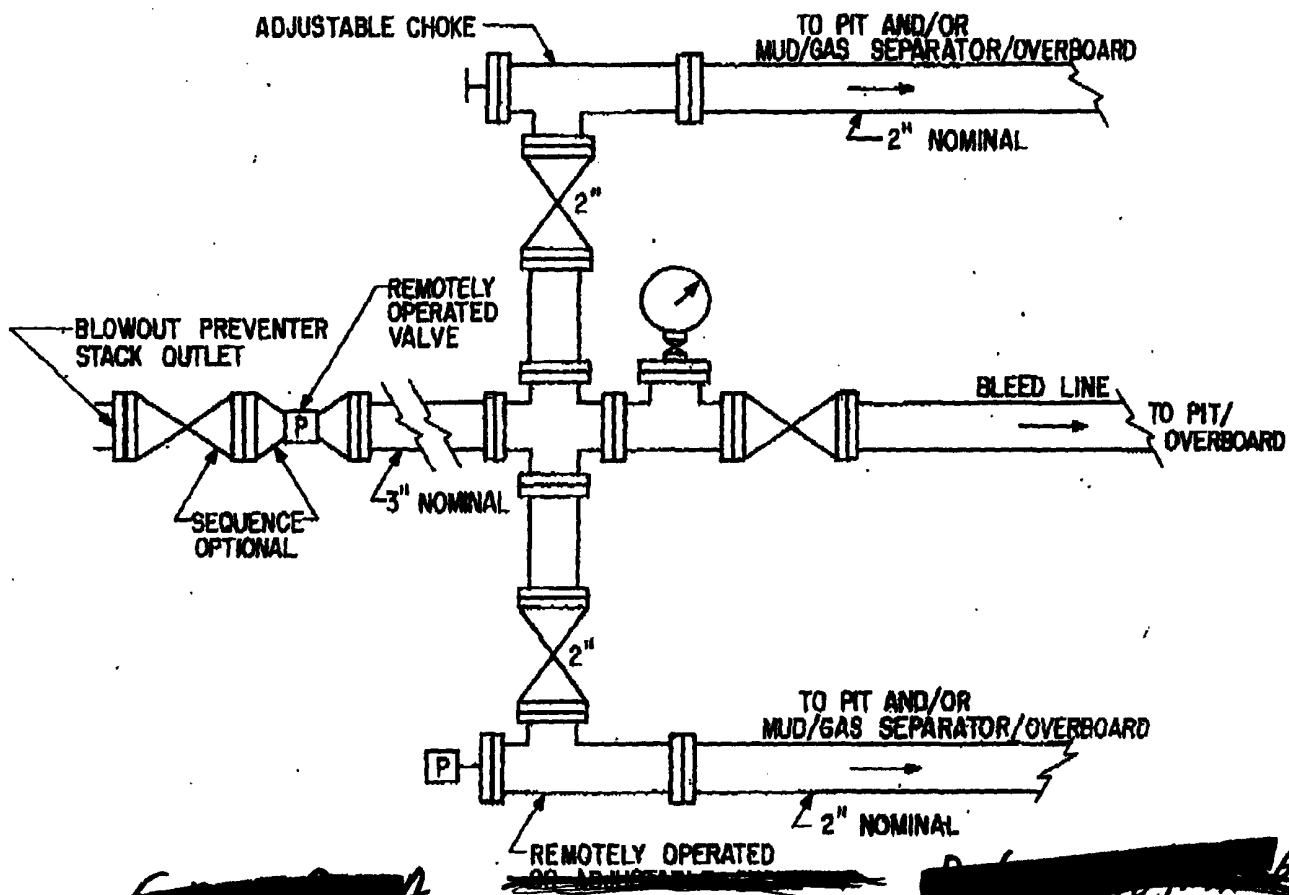 ADJUSTABLE CHOKE
TO PIT AND/OR
MUD/GAS SEPARATOR/OVERBOARD
2" NOMINAL
2"
REMOTELY
OPERATED
VALVE
BLOWOUT PREVENTER
STACK OUTLET
P
BLEED LINE
TO PIT/
OVERBOARD
3" NOMINAL
SEQUENCE
OPTIONAL
2"
TO PIT AND/OR
MUD/GAS SEPARATOR/OVERBOARD
P
2" NOMINAL
REMOTELY OPERATED